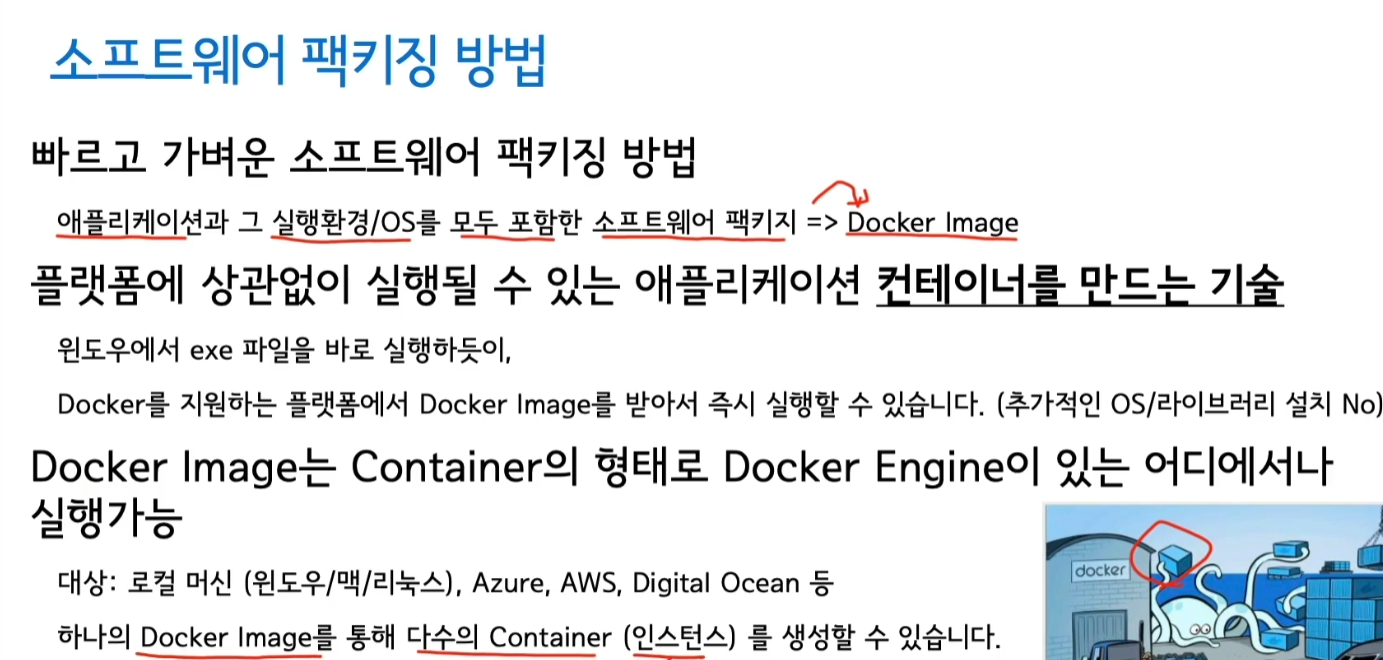 소프트웨어 팩키징 방법
빠르고 가벼운 소프트웨어 팩키징 방법
애플리케이션과 그 실행환경/OS를 모두 포함한 소프트웨어 팩키지 => Docker Image
플랫폼에 상관없이 실행될 수 있는 애플리케이션 컨테이너를 만드는 기술
윈도우에서 exe 파일을 바로 실행하듯이,
Docker를 지원하는 플랫폼에서 Docker Image를 받아서 즉시 실행할 수 있습니다. (추가적인 OS/라이브러리 설치 No)
Docker Image는 Container의 형태로 Docker Engine이 있는 어디에서나
실행가능
대상: 로컬 머신 (윈도우/맥/리눅스), Azure, AWS, Digital Ocean 등
하나의 Docker Image를 통해 다수의 Container (인스턴스) 를 생성할 수 있습니다.
docker